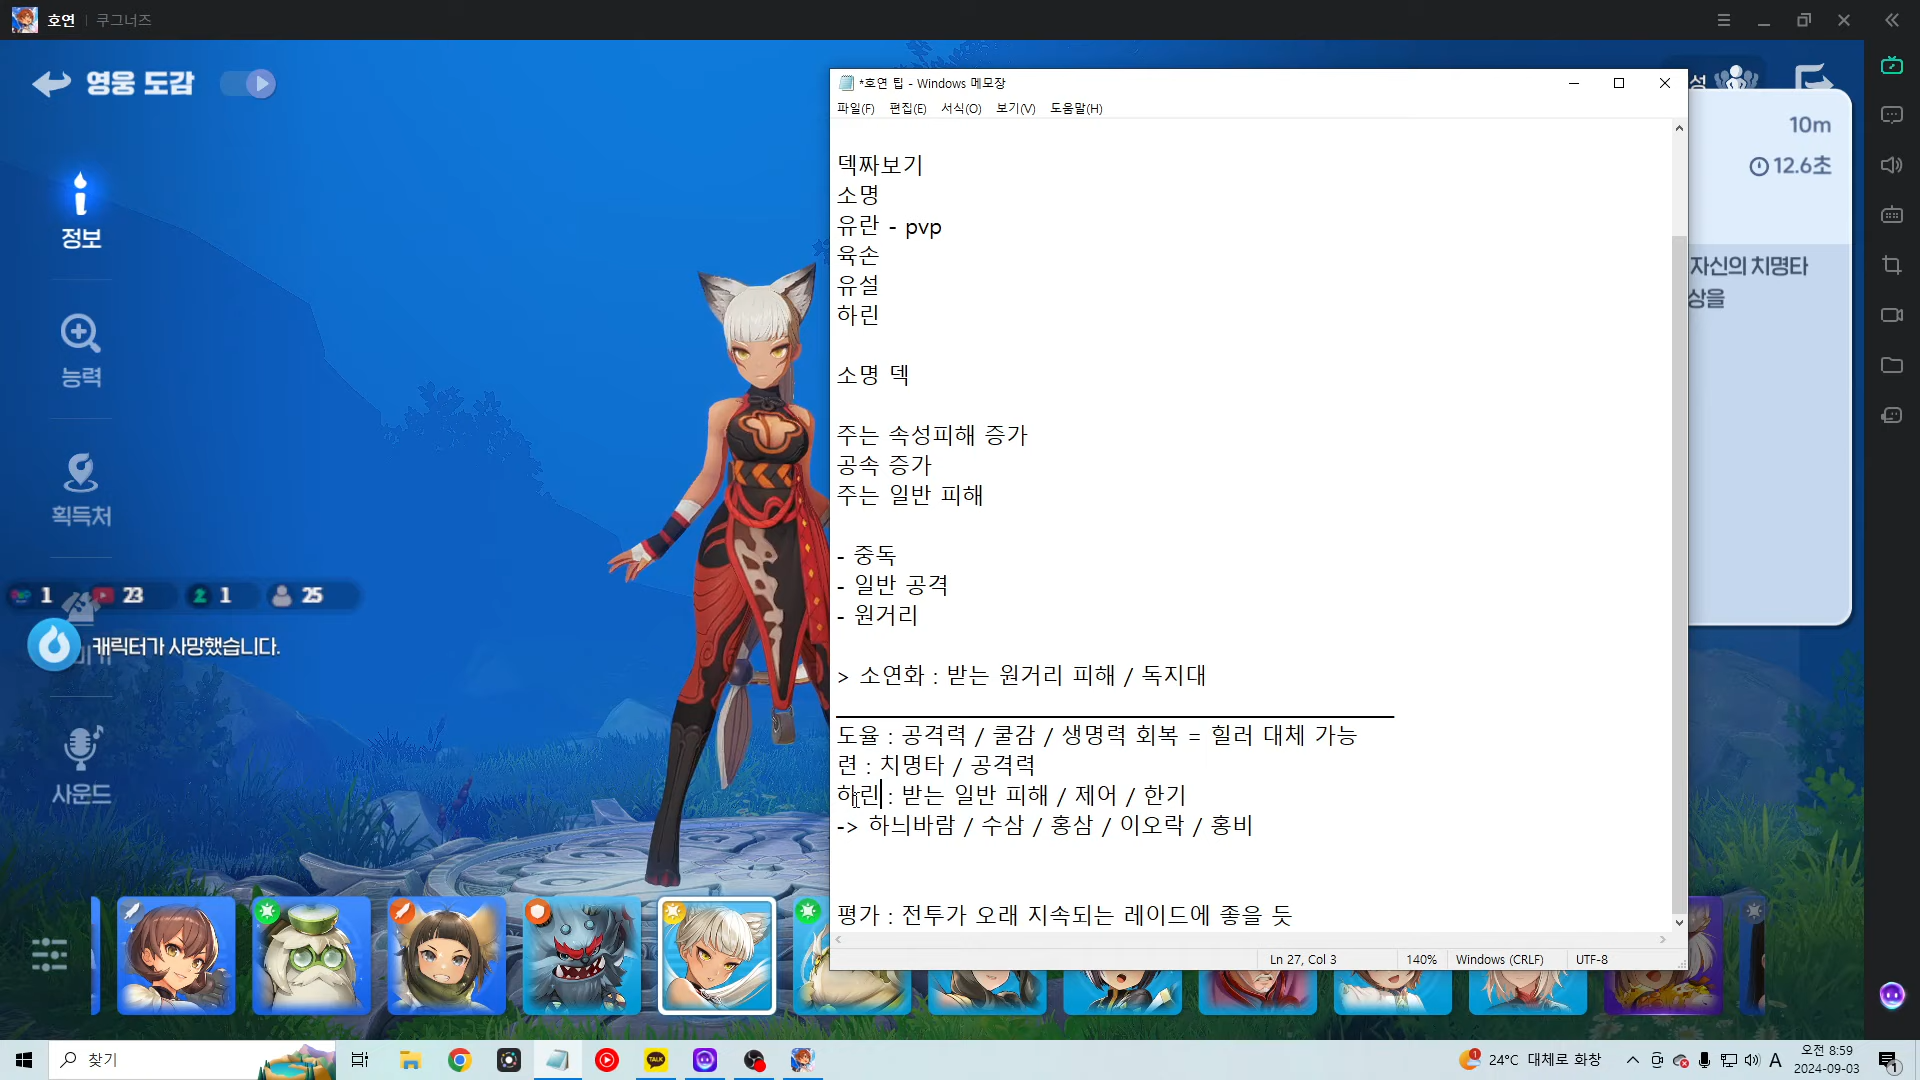 호연 | 쿠그너즈
영웅 도감
정보
능력
획득처
사운드
1 23 1 25
캐릭터가 사망했습니다.
성
10m
12.6초
자신의 치명타
상을
*호연 팁 - Windows 메모장
파일(F) 편집(E) 서식(O) 보기(V) 도움말(H)
덱짜보기
소명
유란 - pvp
육손
유설
하린
소명 덱
주는 속성피해 증가
공속 증가
주는 일반 피해
- 중독
- 일반 공격
- 원거리
> 소연화 : 받는 원거리 피해 / 독지대
도율 : 공격력 / 쿨감 / 생명력 회복 = 힐러 대체 가능
련 : 치명타 / 공격력
하린 : 받는 일반 피해 / 제어 / 한기
-> 하늬바람 / 수삼 / 홍삼 / 이오락 / 홍비
평가 : 전투가 오래 지속되는 레이드에 좋을 듯
Ln 27, Col 3 140% Windows (CRLF) UTF-8
찾기
TALK
1
24°C 대체로 화창
A
오전 8:59
2024-09-03
1